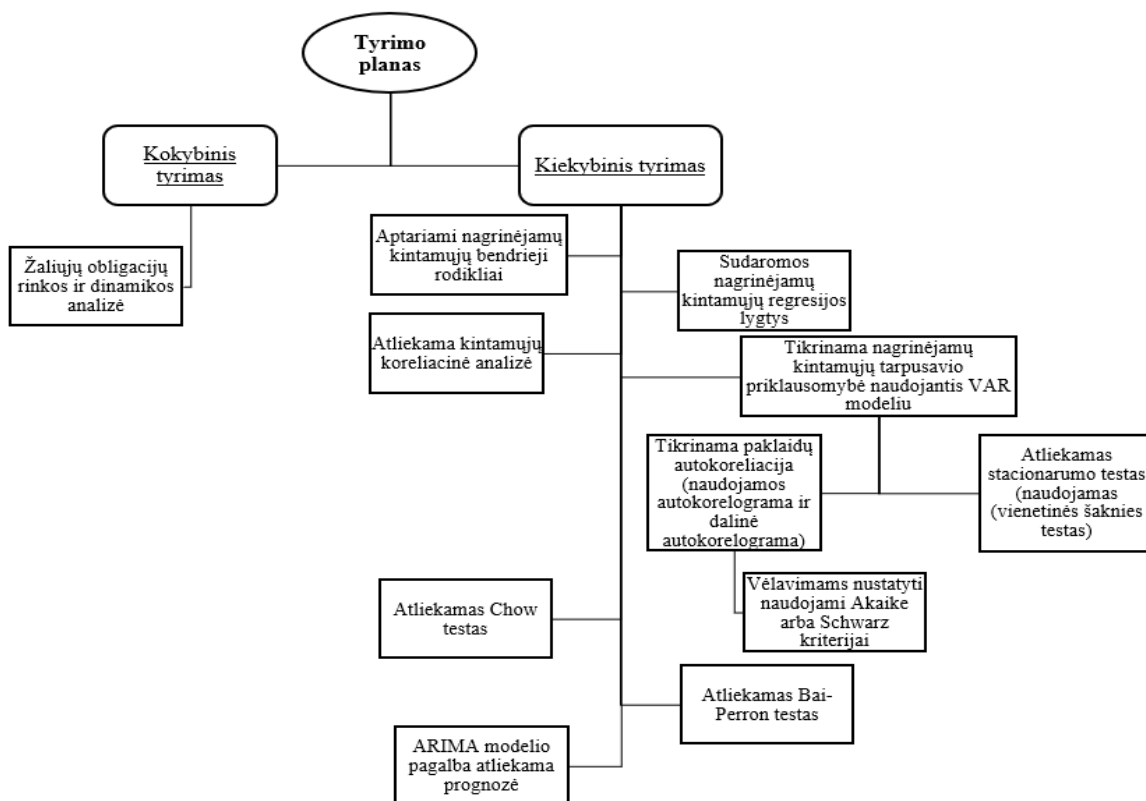 Tyrimo
planas
Kokybinis
tyrimas
Kiekybinis tyrimas
Žaliųjų obligacijų
rinkos ir dinamikos
analizė
Aptariami nagrinėjamų
kintamųjų bendrieji
rodikliai
Sudaromos
nagrinėjamų
kintamųjų regresijos
lygtys
Atliekama kintamųjų
koreliacinė analizė
Tikrinama nagrinėjamų
kintamųjų tarpusavio
priklausomybė naudojantis VAR
modeliu
Tikrinama paklaidų
autokoreliacija
(naudojamos
autokorelograma ir
dalinė
autokorelograma)
Atliekamas
stacionarumo testas
(naudojamas
(vienetinės šaknies
testas)
Vėlavimams nustatyti
naudojami Akaike
arba Schwarz
kriterijai
Atliekamas Chow
testas
Atliekamas Bai-
Perron testas
ARIMA modelio
pagalba atliekama
prognozė